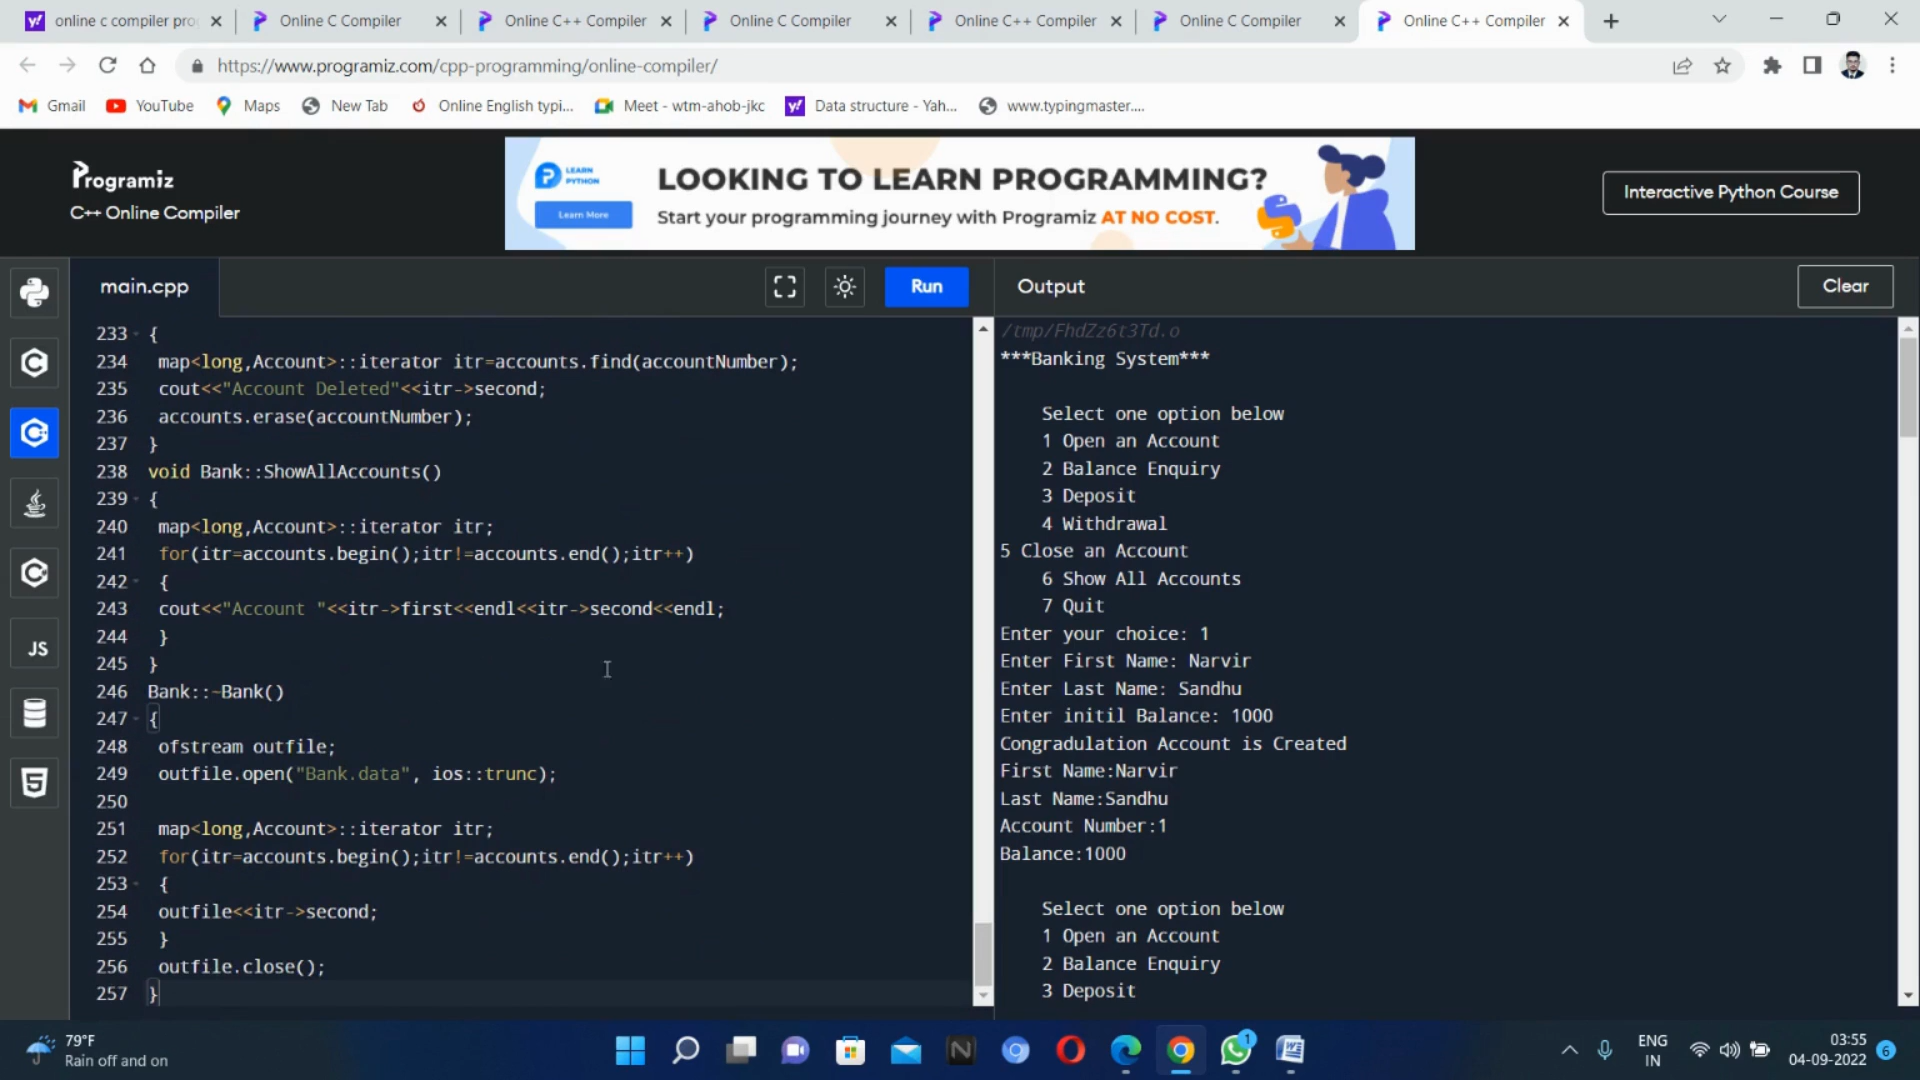 online c compiler pro
Online C Compiler
Online C++ Compiler
Online C Compiler
Online C++ Compiler
Online C Compiler
Online C++ Compiler
https://www.programiz.com/cpp-programming/online-compiler/
Gmail
YouTube
Maps
New Tab
Online English typi...
Meet - wtm-ahob-jkc
Data structure - Yah...
www.typingmaster....
Programiz
C++ Online Compiler
LEARN
PYTHON
Learn More
LOOKING TO LEARN PROGRAMMING?
Start your programming journey with Programiz AT NO COST.
Interactive Python Course
main.cpp
Run
Output
Clear
233 {
234 map<long,Account>::iterator itr=accounts.find(accountNumber);
235 cout<<"Account Deleted"<<itr->second;
236 accounts.erase(accountNumber);
237 }
238 void Bank::ShowAllAccounts()
239 {
240 map<long,Account>::iterator itr;
241 for(itr=accounts.begin();itr!=accounts.end();itr++)
242 {
243 cout<<"Account "<<itr->first<<endl<<itr->second<<endl;
244 }
245 }
246 Bank::~Bank()
247 {
248 ofstream outfile;
249 outfile.open("Bank.data", ios::trunc);
250
251 map<long,Account>::iterator itr;
252 for(itr=accounts.begin();itr!=accounts.end();itr++)
253 {
254 outfile<<itr->second;
255 }
256 outfile.close();
257 }
/tmp/FhdZz6t3Td.o
***Banking System***
Select one option below
1 Open an Account
2 Balance Enquiry
3 Deposit
4 Withdrawal
5 Close an Account
6 Show All Accounts
7 Quit
Enter your choice: 1
Enter First Name: Narvir
Enter Last Name: Sandhu
Enter initil Balance: 1000
Congradulation Account is Created
First Name:Narvir
Last Name:Sandhu
Account Number:1
Balance:1000
Select one option below
1 Open an Account
2 Balance Enquiry
3 Deposit
JS
79°F
Rain off and on
1
ENG
IN
03:55
04-09-2022
6